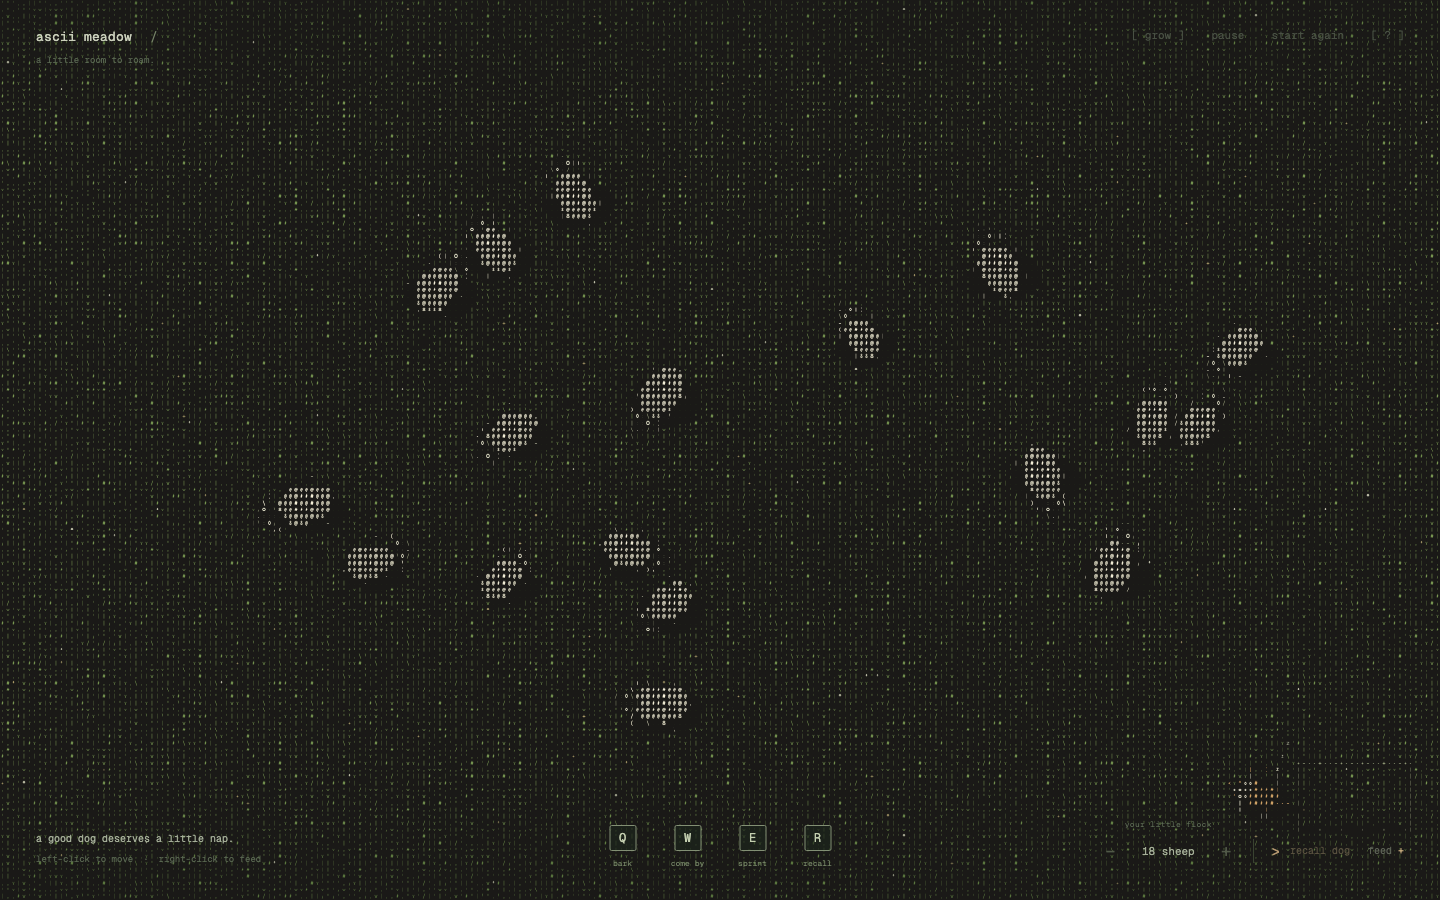 ascii meadow /
a little room to roam
[ grow ] pause start again [ ? ]
a good dog deserves a little nap.
left-click to move · right-click to feed
Q W E R
bark come by sprint recall
your little flock
− 18 sheep + > recall dog feed +